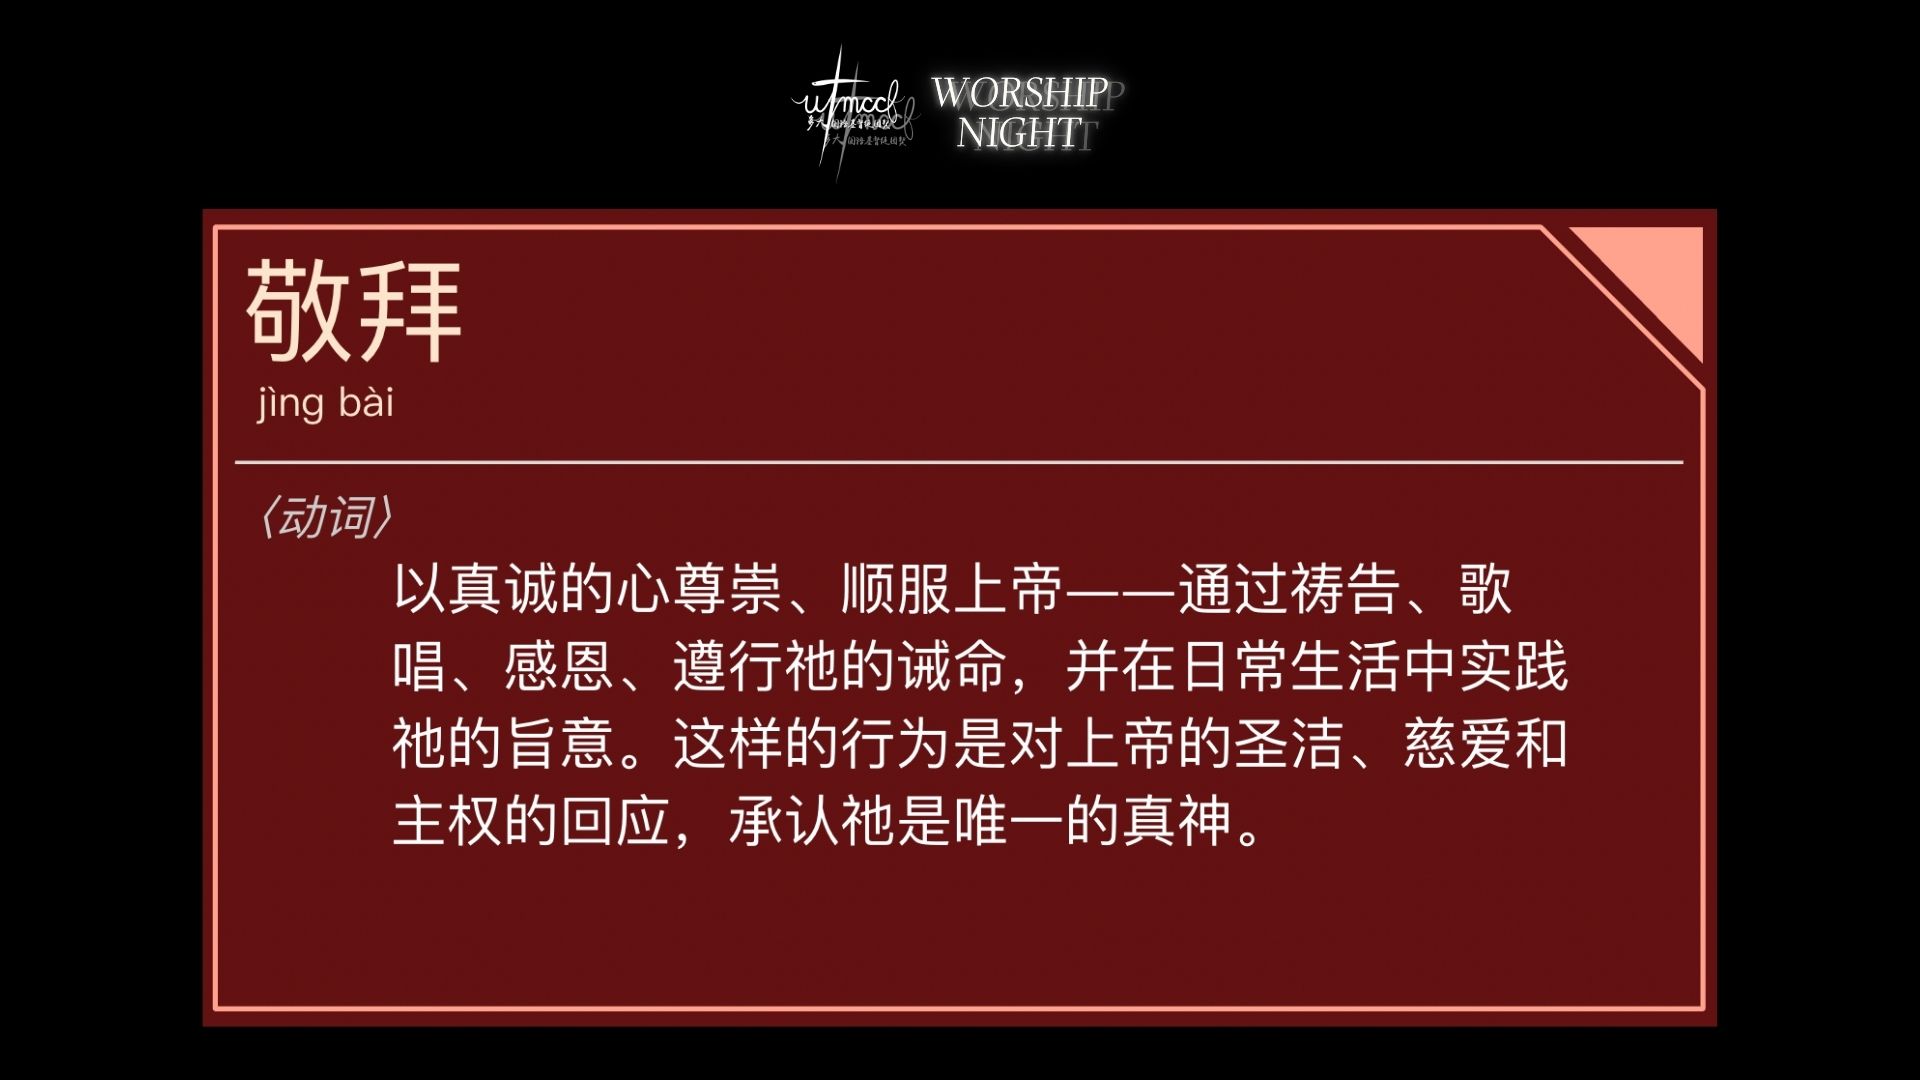 utmccf
多大国语基督徒团契
WORSHIP
NIGHT
敬拜
jìng bài
〈动词〉
以真诚的心尊崇、顺服上帝——通过祷告、歌
唱、感恩、遵行祂的诫命，并在日常生活中实践
祂的旨意。这样的行为是对上帝的圣洁、慈爱和
主权的回应，承认祂是唯一的真神。